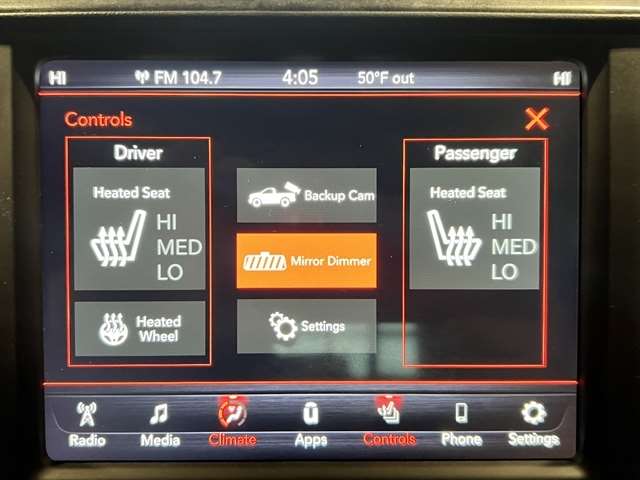 HI FM 104.7 4:05 50°F out HI
Controls
Driver
Heated Seat
HI
MED
LO
Heated
Wheel
Backup Cam
Mirror Dimmer
Settings
Passenger
Heated Seat
HI
MED
LO
Radio Media Climate Apps Controls Phone Settings